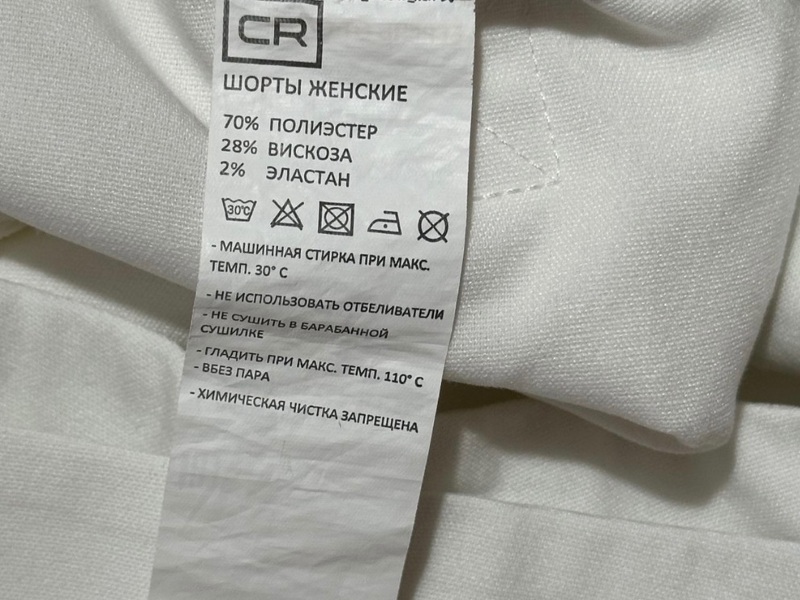 CR
ШОРТЫ ЖЕНСКИЕ
70% ПОЛИЭСТЕР
28% ВИСКОЗА
2% ЭЛАСТАН
30°C
- МАШИННАЯ СТИРКА ПРИ МАКС.
ТЕМП. 30° С
- НЕ ИСПОЛЬЗОВАТЬ ОТБЕЛИВАТЕЛИ
- НЕ СУШИТЬ В БАРАБАННОЙ
СУШИЛКЕ
- ГЛАДИТЬ ПРИ МАКС. ТЕМП. 110° С
- ВБЕЗ ПАРА
- ХИМИЧЕСКАЯ ЧИСТКА ЗАПРЕЩЕНА